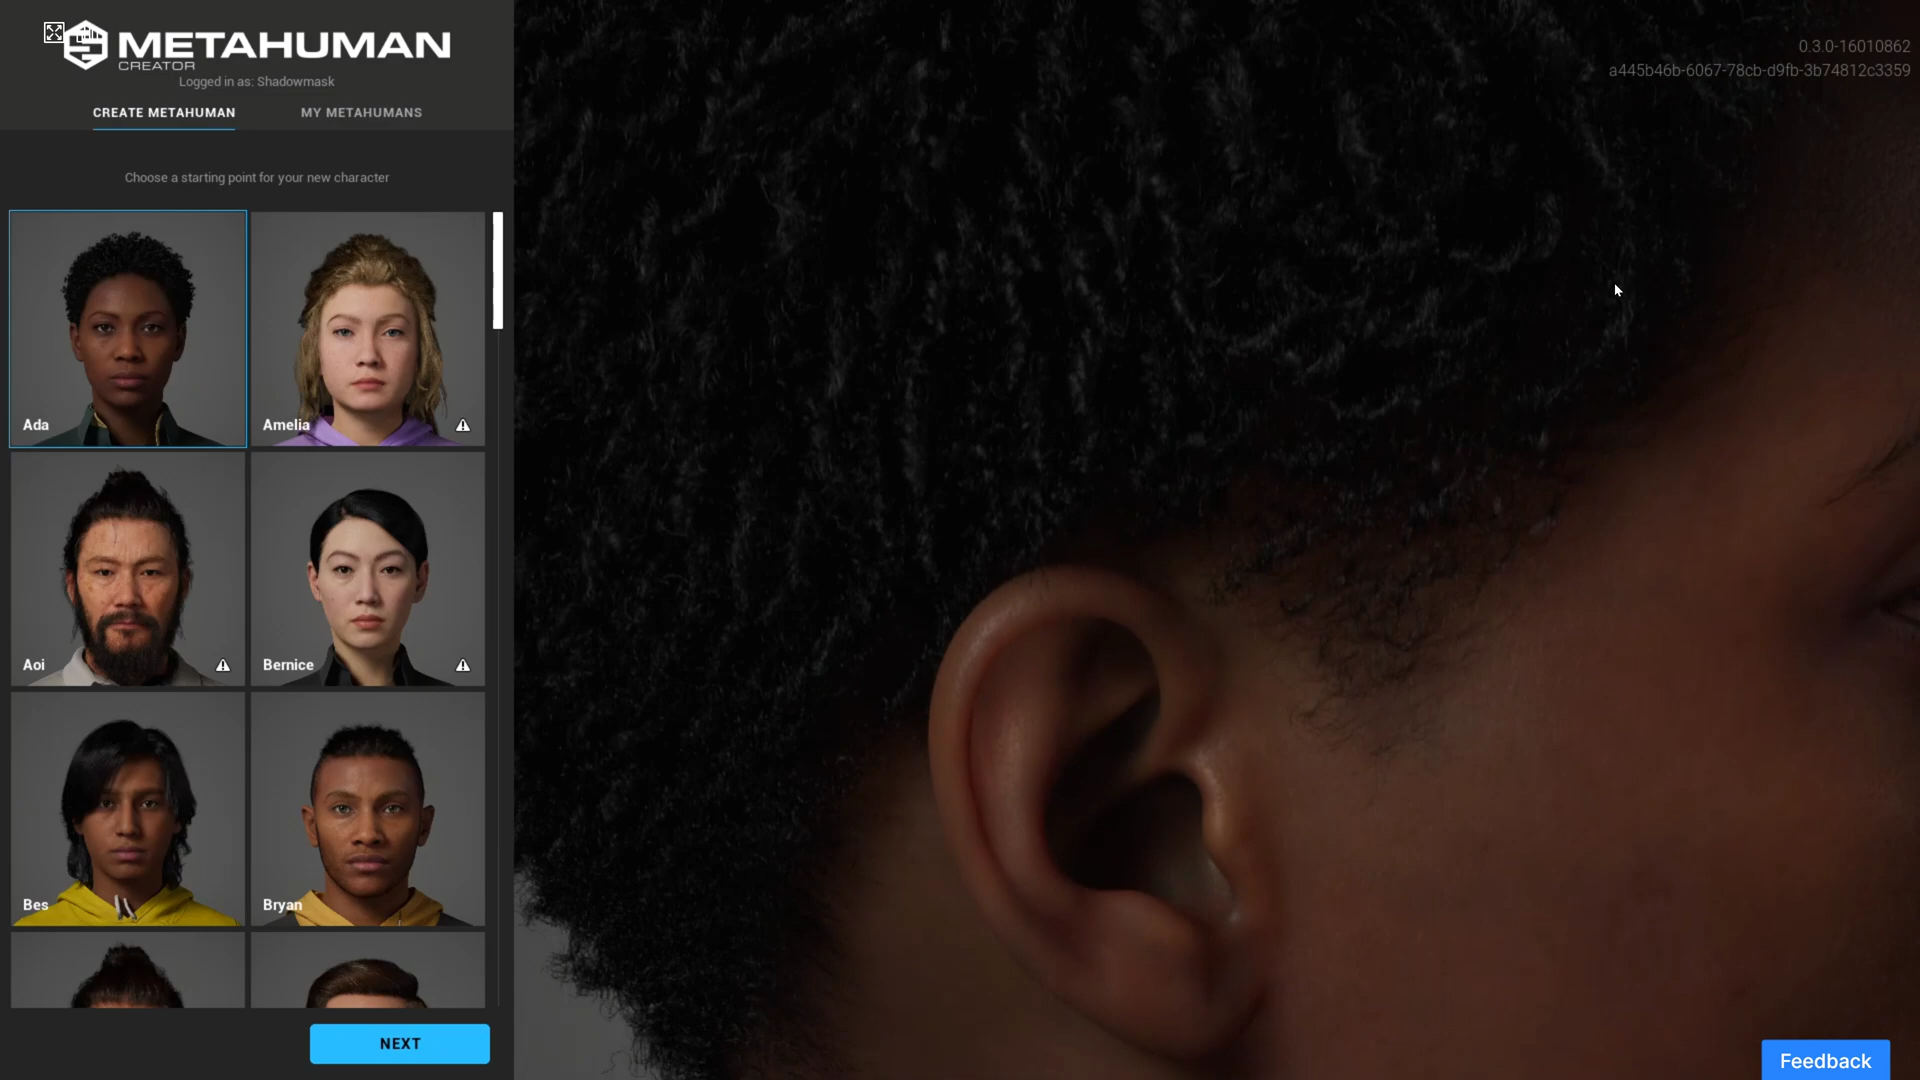 METAHUMAN
CREATOR
Logged in as: Shadowmask
CREATE METAHUMAN
MY METAHUMANS
Choose a starting point for your new character
Ada
Amelia
Aoi
Bernice
Bes
Bryan
NEXT
0.3.0-16010862
a445b46b-6067-78cb-d9fb-3b74812c3359
Feedback